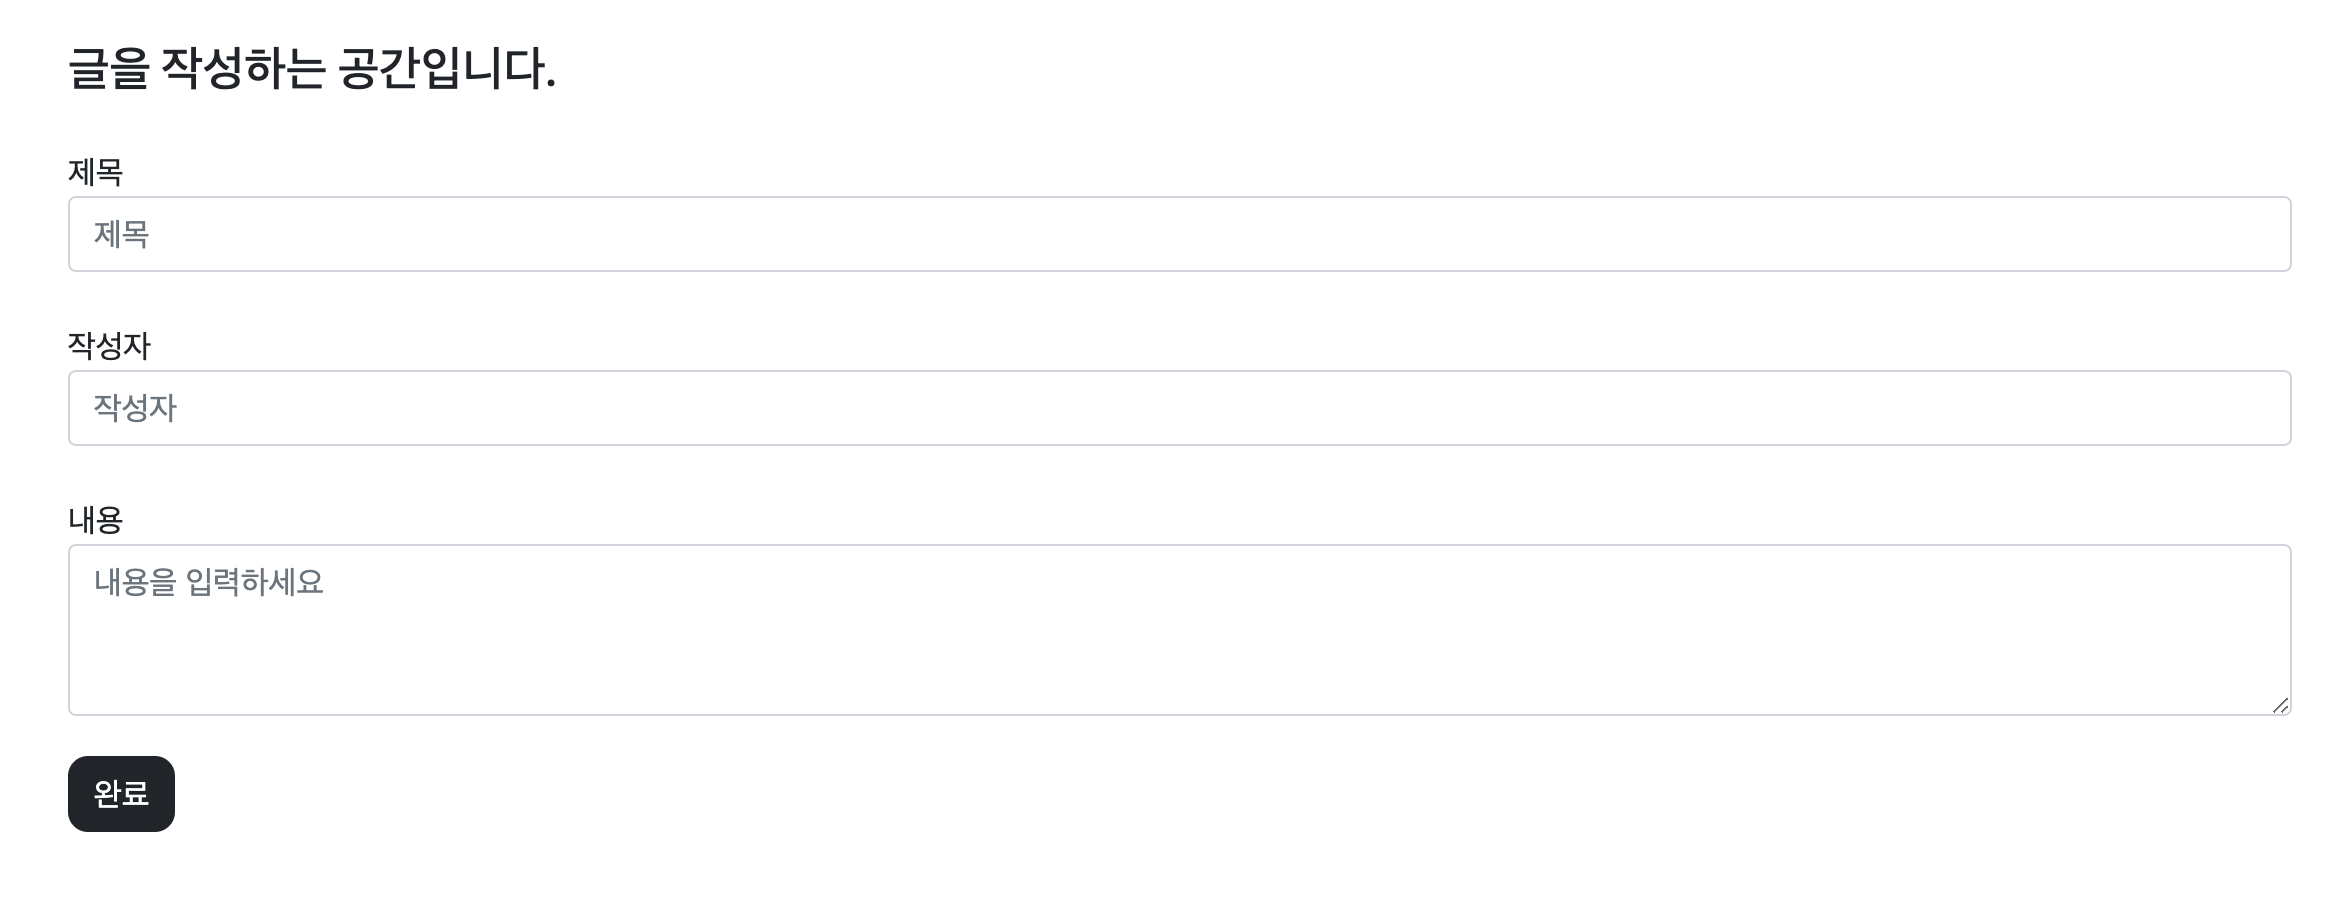 글을 작성하는 공간입니다.
제목
제목
작성자
작성자
내용
내용을 입력하세요
완료